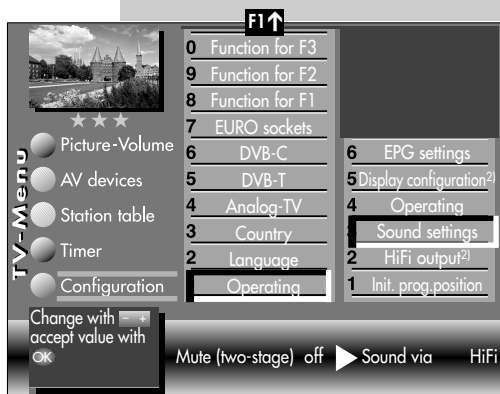 F1↑
0 Function for F3
9 Function for F2
8 Function for F1
7 EURO sockets
6 DVB-C
5 DVB-T
4 Analog-TV
3 Country
2 Language
Operating
6 EPG settings
5 Display configuration2)
4 Operating
3 Sound settings
2 HiFi output2)
1 Init. prog.position
TV-Menu
Picture-Volume
AV devices
Station table
Timer
Configuration
Change with - +
accept value with
OK
Mute (two-stage) off Sound via HiFi